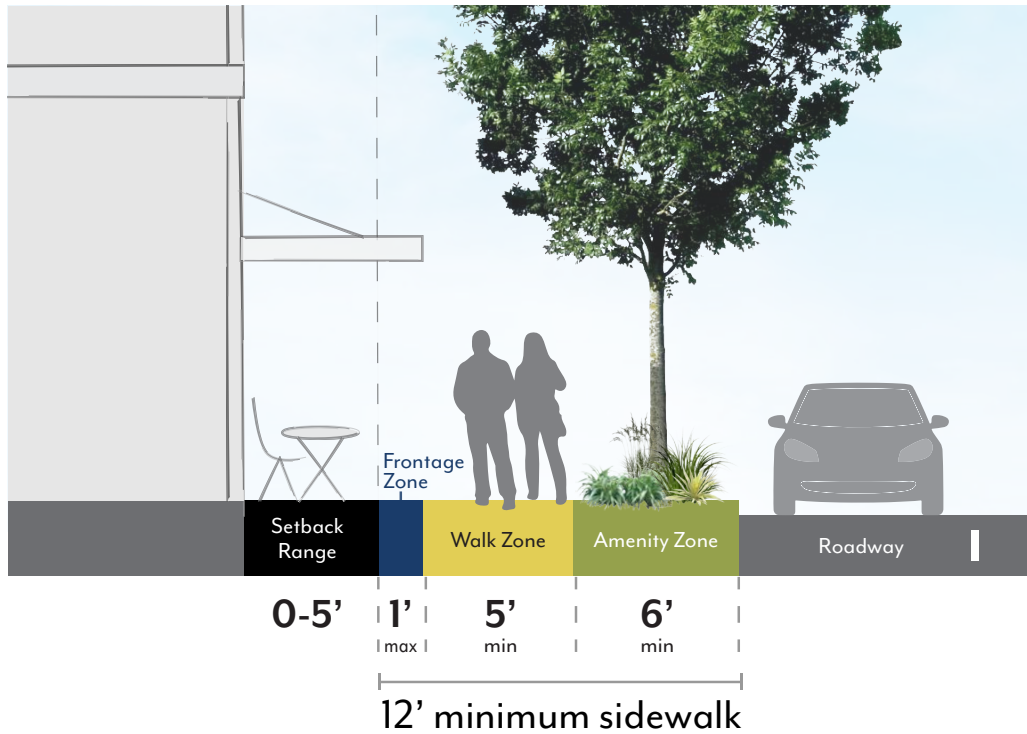 Frontage
Zone
Setback
Range
Walk Zone
Amenity Zone
Roadway
0-5’
1’
max
5’
min
6’
min
12’ minimum sidewalk